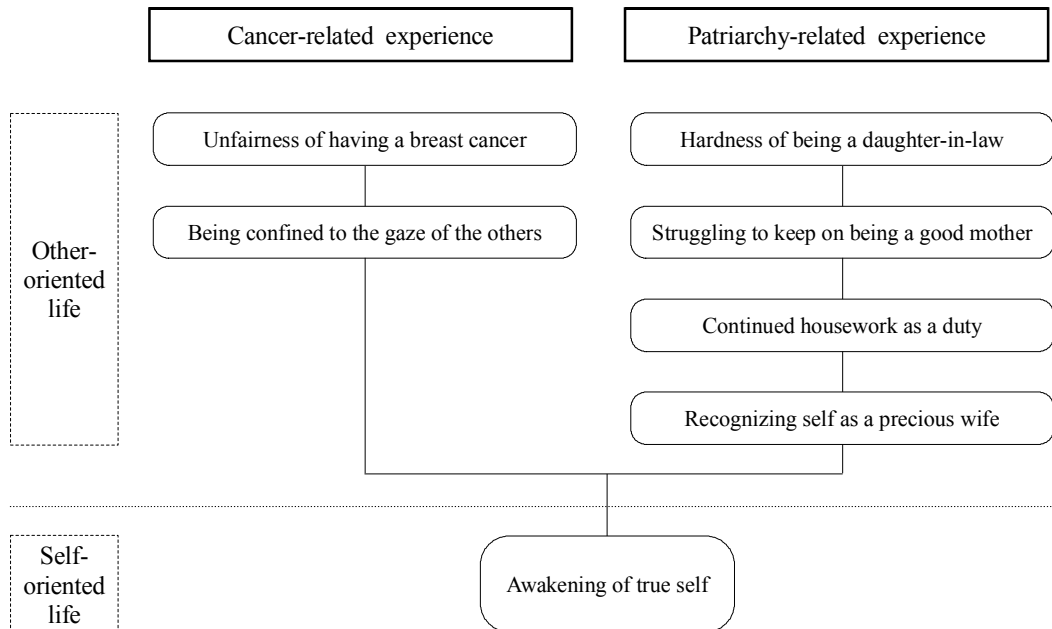 Cancer-related experience
Patriarchy-related experience
Other-
oriented
life
Unfairness of having a breast cancer
Being confined to the gaze of the others
Hardness of being a daughter-in-law
Struggling to keep on being a good mother
Continued housework as a duty
Recognizing self as a precious wife
Self-
oriented
life
Awakening of true self